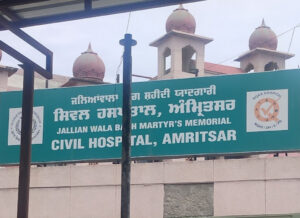 ਜਲਿਆਂਵਾਲਾ ਬਾਗ ਸ਼ਹੀਦੀ ਯਾਦਗਾਰੀ
ਸਿਵਲ ਹਸਪਤਾਲ, ਅੰਮ੍ਰਿਤਸਰ
JALLIAN WALA BAGH MARTYR'S MEMORIAL
CIVIL HOSPITAL, AMRITSAR